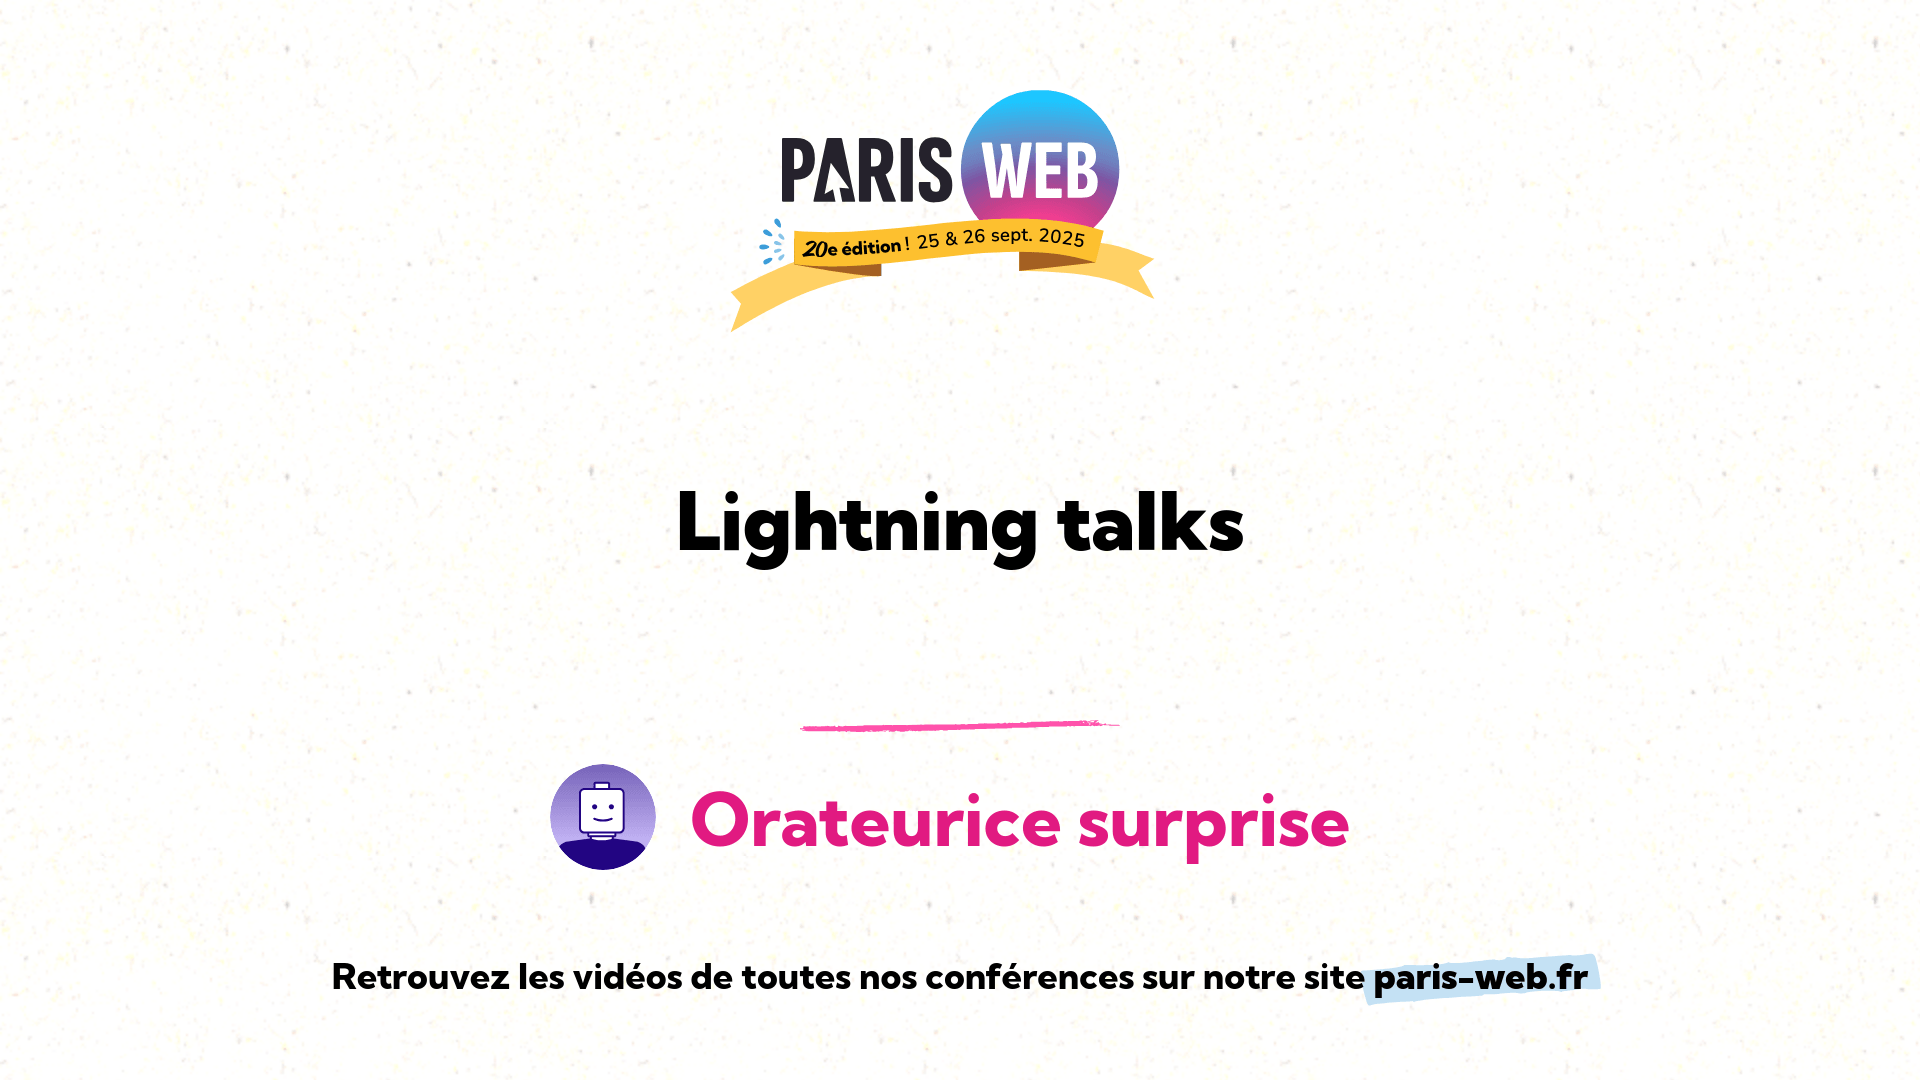 PARIS WEB
20e édition ! 25 & 26 sept. 2025
Lightning talks
Orateurice surprise
Retrouvez les vidéos de toutes nos conférences sur notre site paris-web.fr